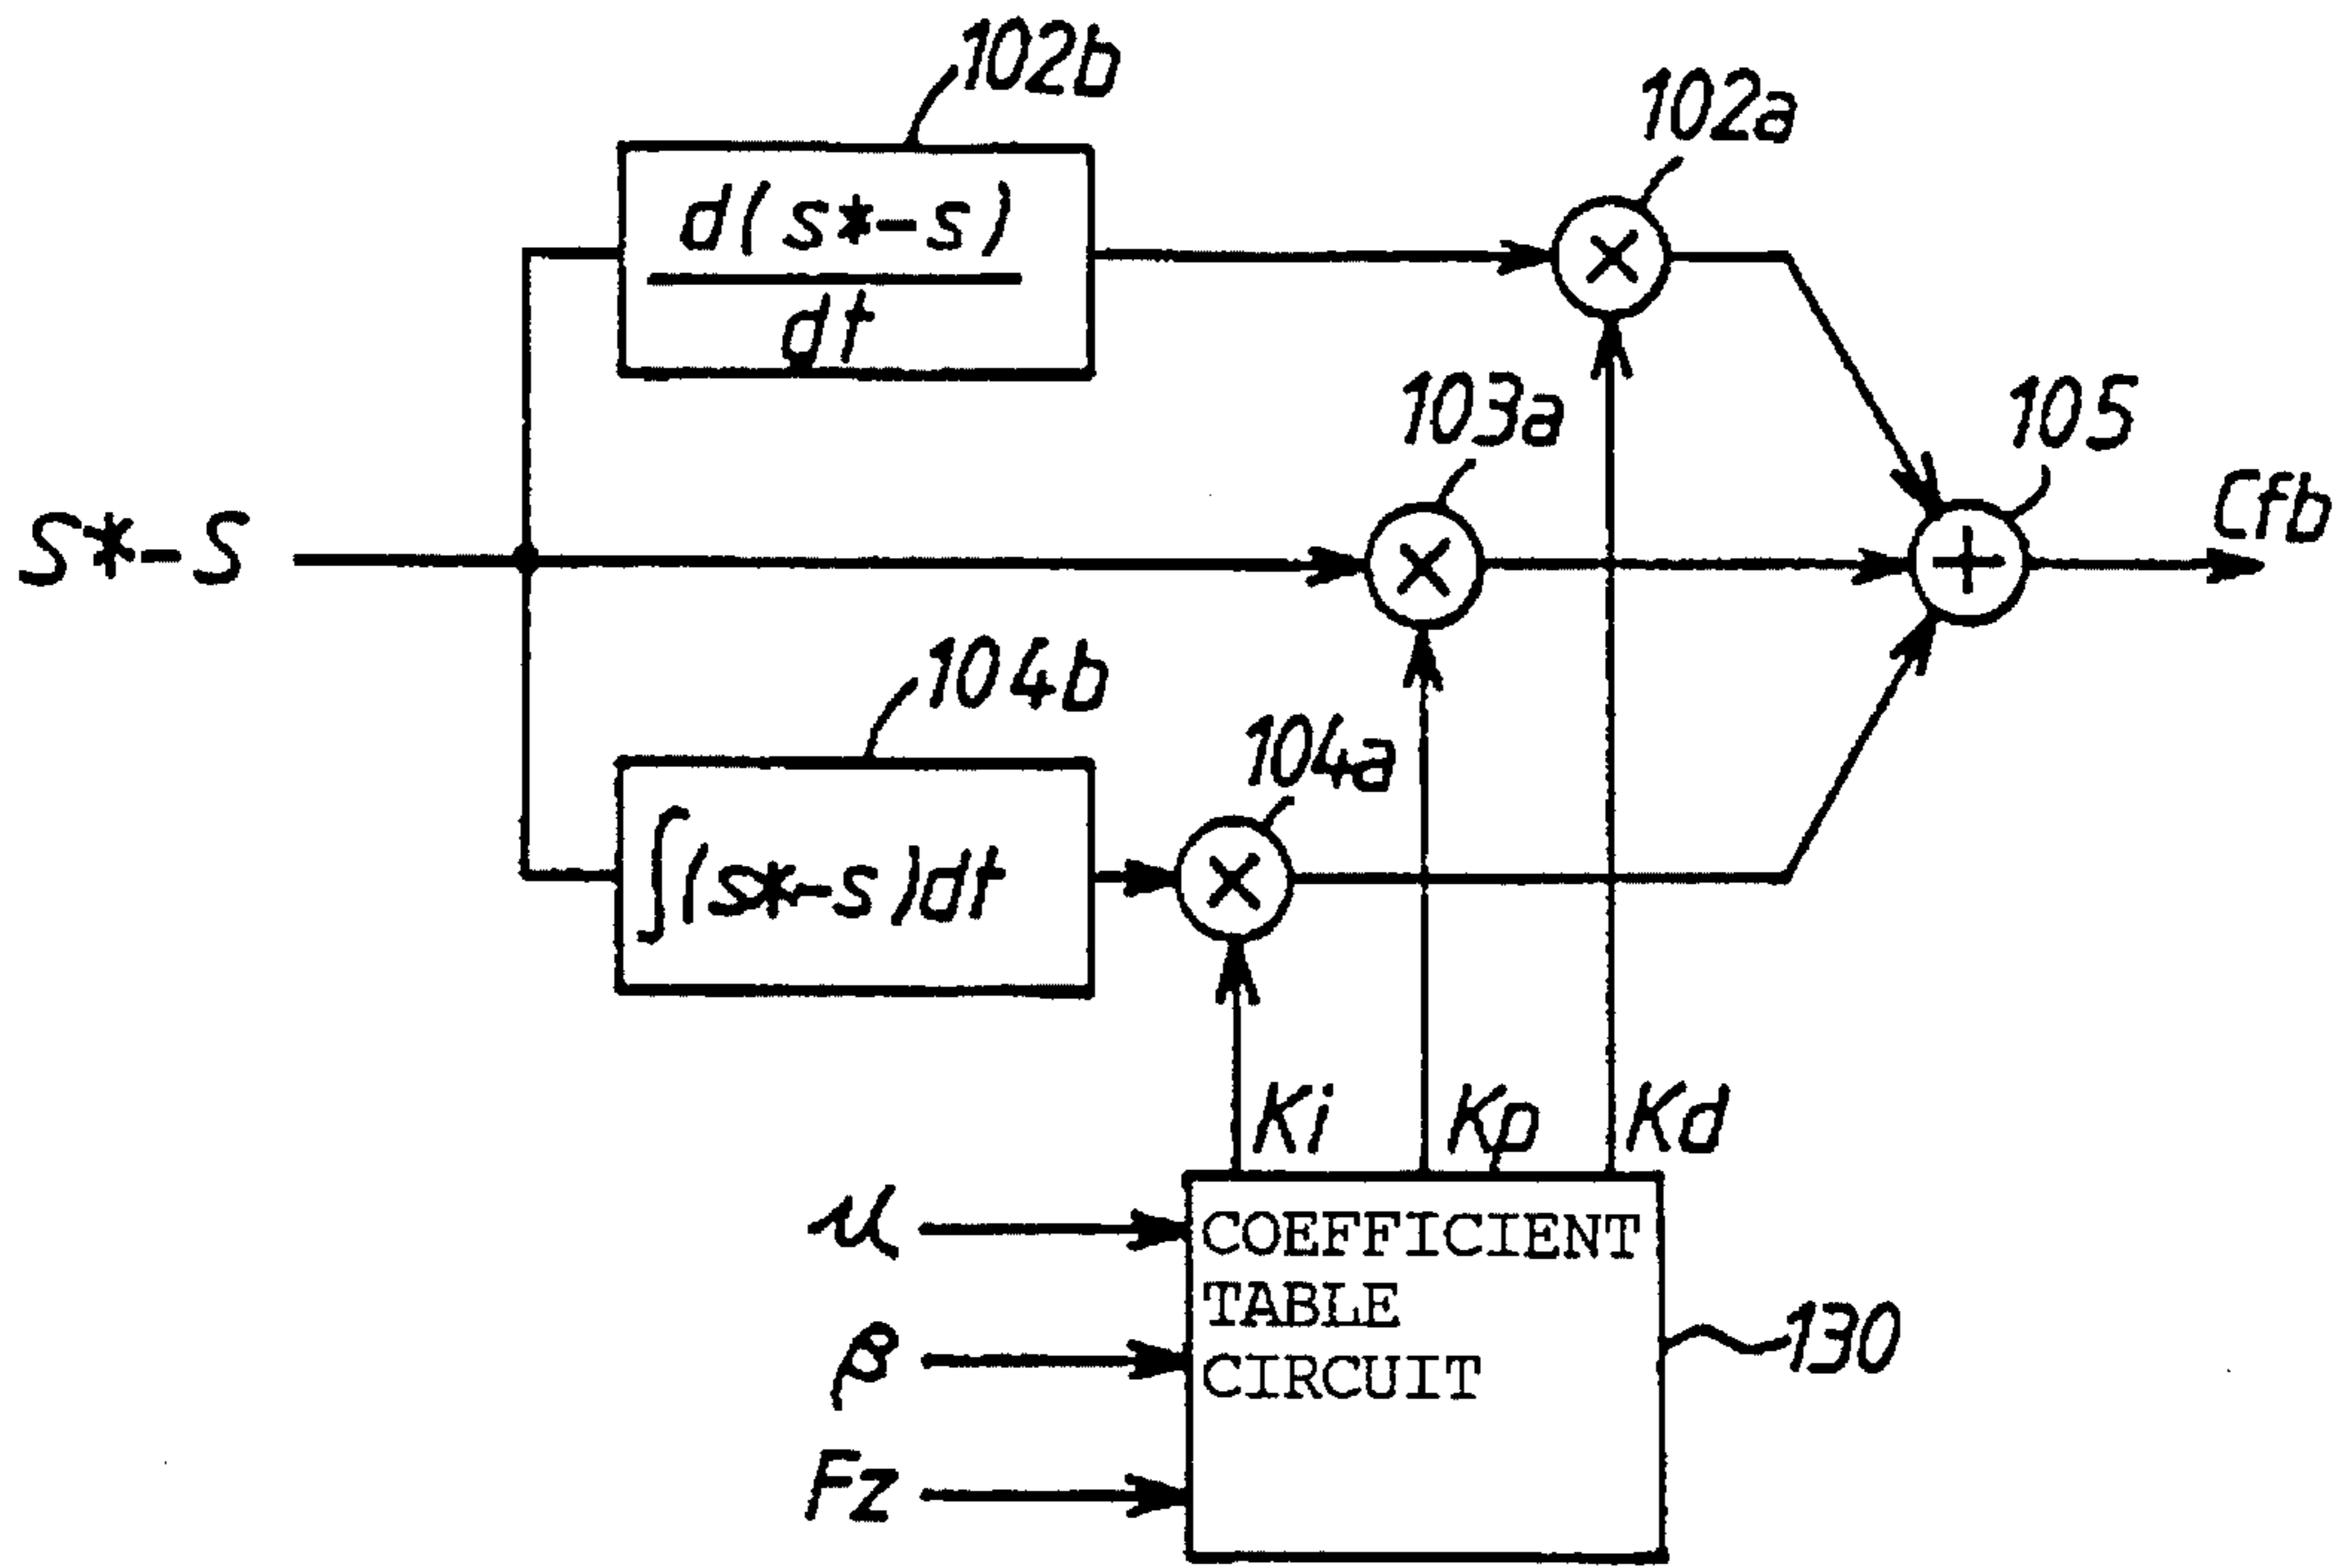 102b
102a
d(s*-s)
dt
103a
105
S*-S
Cfb
104b
104a
∫(s*-s)dt
Ki
Kp
Kd
COEFFICIENT
TABLE
CIRCUIT
β
130
Fz